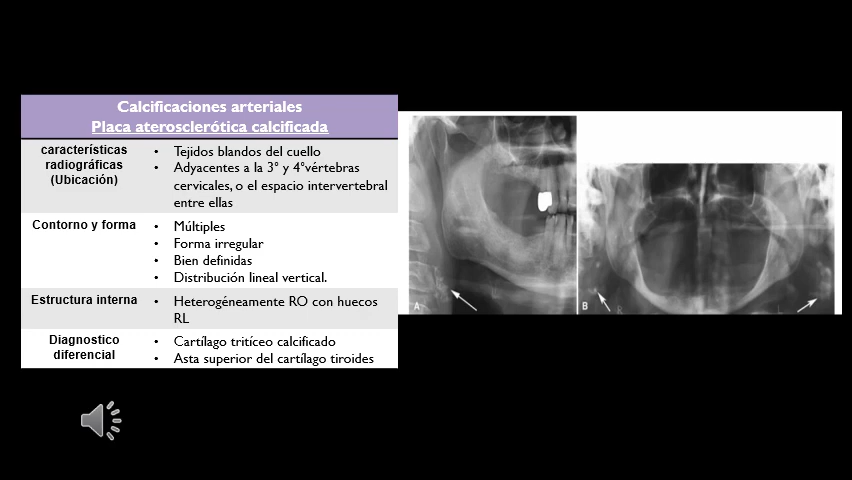 Calcificaciones arteriales
Placa aterosclerótica calcificada
características
radiográficas
(Ubicación)
• Tejidos blandos del cuello
• Adyacentes a la 3° y 4°vértebras
cervicales, o el espacio intervertebral
entre ellas
Contorno y forma
• Múltiples
• Forma irregular
• Bien definidas
• Distribución lineal vertical.
Estructura interna
• Heterogéneamente RO con huecos
RL
Diagnostico
diferencial
• Cartílago tritíceo calcificado
• Asta superior del cartílago tiroides
A
B
R
L